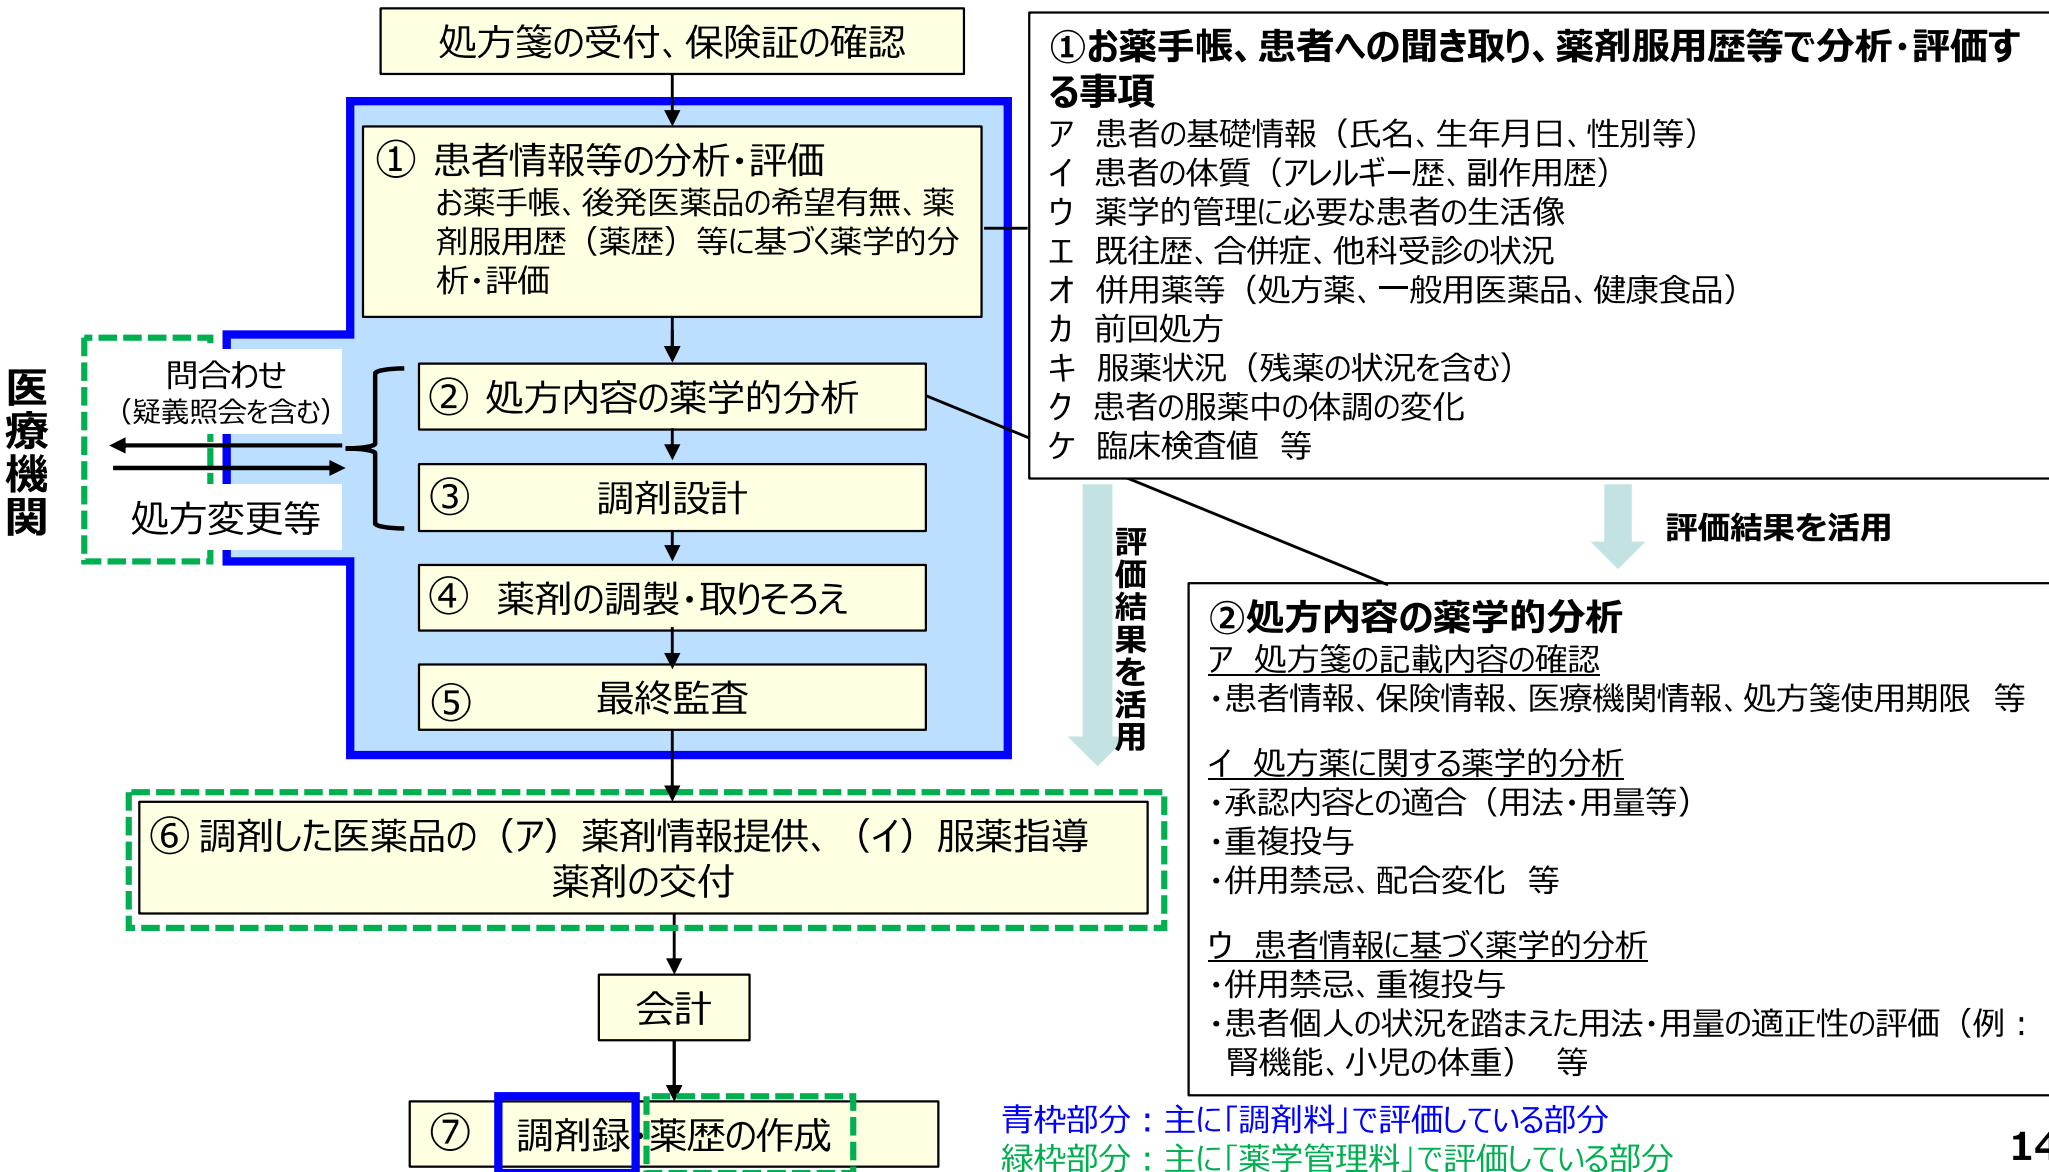 処方箋の受付、保険証の確認
① 患者情報等の分析・評価
お薬手帳、後発医薬品の希望有無、薬
剤服用歴（薬歴）等に基づく薬学的分
析・評価
医療機関
問合わせ
（疑義照会を含む）
処方変更等
② 処方内容の薬学的分析
③ 調剤設計
④ 薬剤の調製・取りそろえ
⑤ 最終監査
⑥ 調剤した医薬品の（ア）薬剤情報提供、（イ）服薬指導
薬剤の交付
会計
⑦ 調剤録・薬歴の作成
①お薬手帳、患者への聞き取り、薬剤服用歴等で分析・評価す
る事項
ア 患者の基礎情報（氏名、生年月日、性別等）
イ 患者の体質（アレルギー歴、副作用歴）
ウ 薬学的管理に必要な患者の生活像
エ 既往歴、合併症、他科受診の状況
オ 併用薬等（処方薬、一般用医薬品、健康食品）
カ 前回処方
キ 服薬状況（残薬の状況を含む）
ク 患者の服薬中の体調の変化
ケ 臨床検査値 等
評価結果を活用
評価結果を活用
②処方内容の薬学的分析
ア 処方箋の記載内容の確認
・患者情報、保険情報、医療機関情報、処方箋使用期限 等
イ 処方薬に関する薬学的分析
・承認内容との適合（用法・用量等）
・重複投与
・併用禁忌、配合変化 等
ウ 患者情報に基づく薬学的分析
・併用禁忌、重複投与
・患者個人の状況を踏まえた用法・用量の適正性の評価（例：
腎機能、小児の体重） 等
青枠部分：主に「調剤料」で評価している部分
緑枠部分：主に「薬学管理料」で評価している部分
14